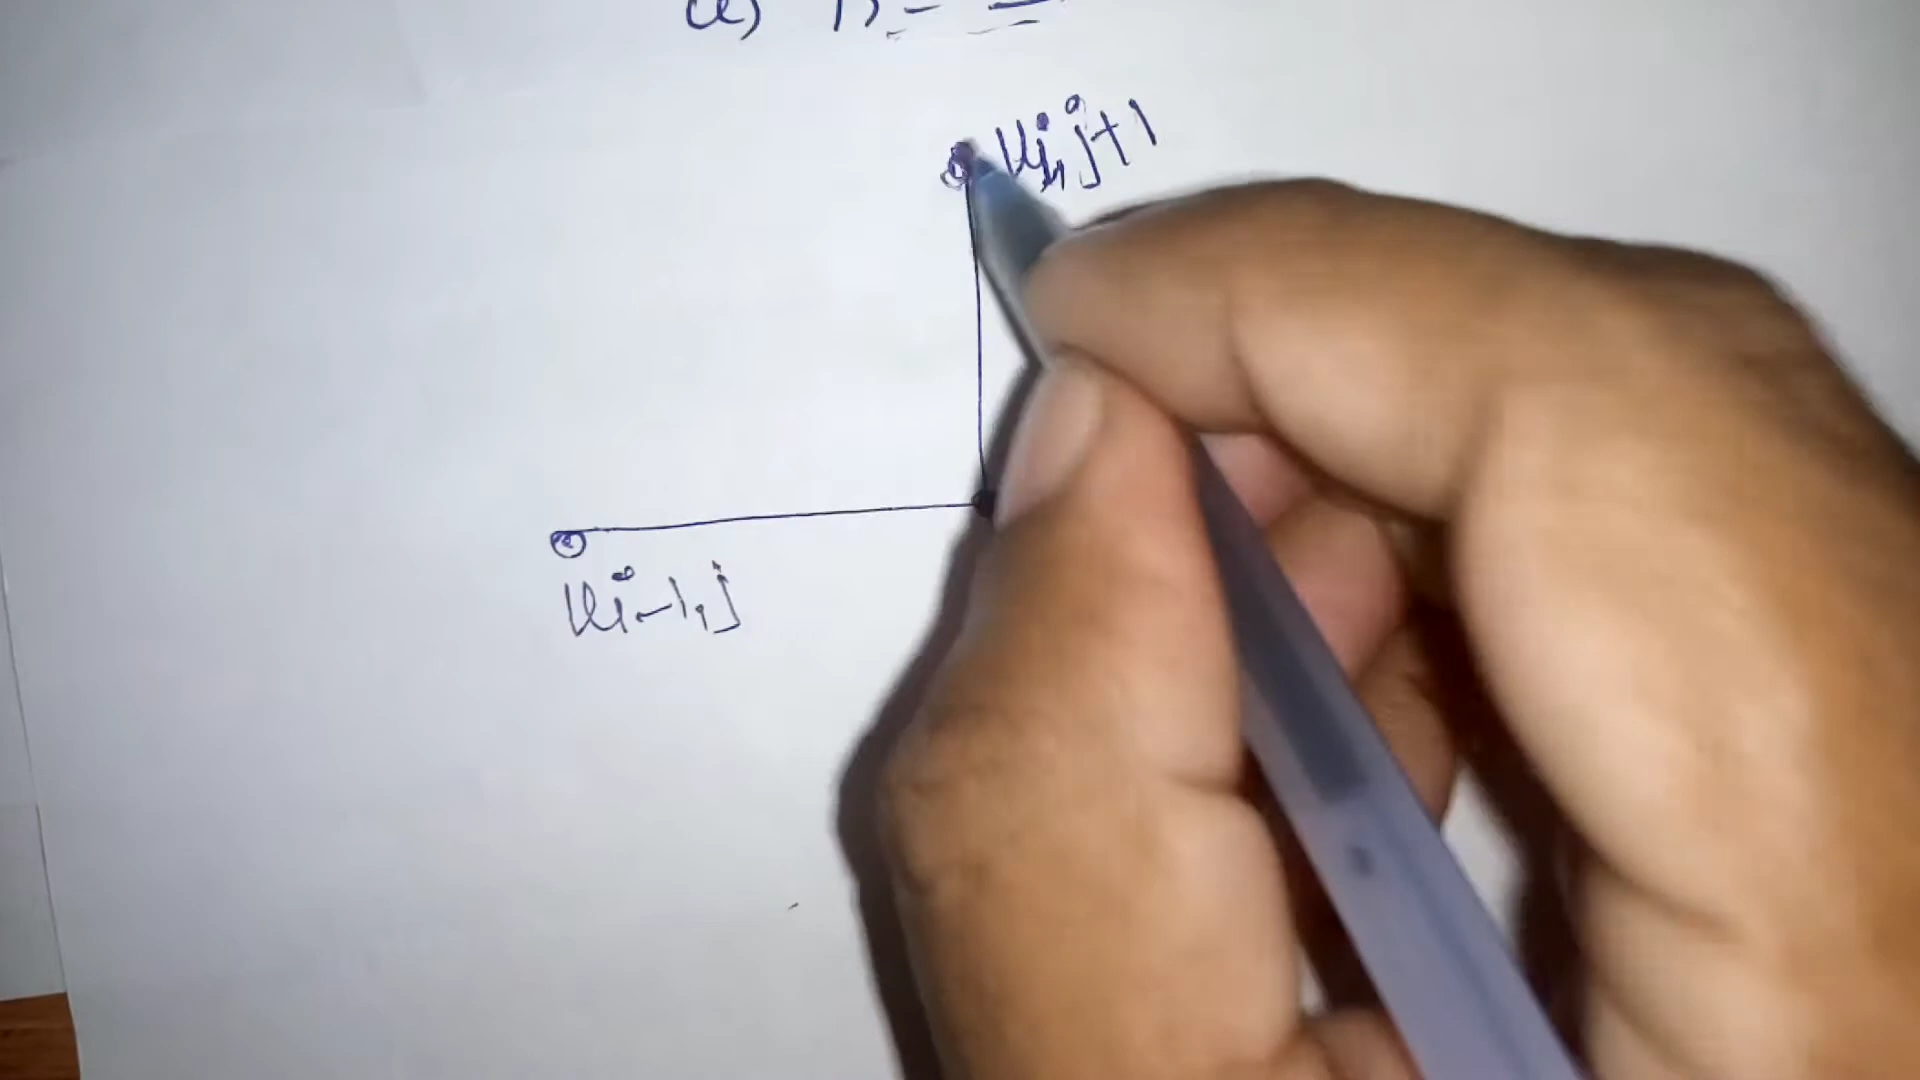 u i, j+1
u i-1, j